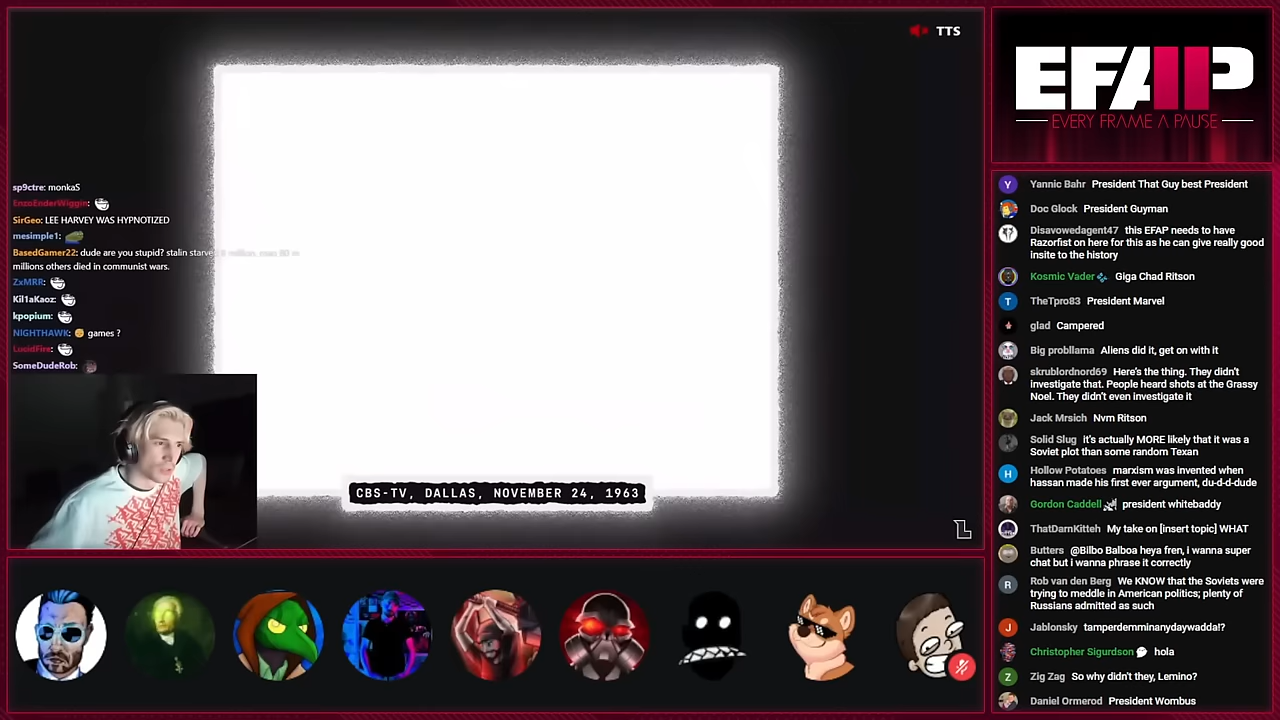 TTS
EFAP
EVERY FRAME A PAUSE
sp9ctre: monkaS
EnzoEnderWiggin:
SirGeo: LEE HARVEY WAS HYPNOTIZED
mesimple1:
BasedGamer22: dude are you stupid? stalin starve
millions others died in communist wars.
ZxMRR:
Kil1aKaoz:
kpopium:
NIGHTHAWK: games ?
LucidFire:
SomeDudeRob:
CBS-TV, DALLAS, NOVEMBER 24, 1963
Y Yannic Bahr President That Guy best President
Doc Glock President Guyman
Disavowedagent47 this EFAP needs to have
Razorfist on here for this as he can give really good
insite to the history
Kosmic Vader Giga Chad Ritson
T TheTpro83 President Marvel
glad Campered
Big probllama Aliens did it, get on with it
skrublordnord69 Here's the thing. They didn't
investigate that. People heard shots at the Grassy
Noel. They didn't even investigate it
Jack Mrsich Nvm Ritson
Solid Slug it's actually MORE likely that it was a
Soviet plot than some random Texan
H Hollow Potatoes marxism was invented when
hassan made his first ever argument, du-d-d-dude
Gordon Caddell president whitebaddy
ThatDarnKitteh My take on [insert topic] WHAT
Butters @Bilbo Balboa heya fren, i wanna super
chat but i wanna phrase it correctly
R Rob van den Berg We KNOW that the Soviets were
trying to meddle in American politics; plenty of
Russians admitted as such
J Jablonsky tamperdemminanydaywadda!?
Christopher Sigurdson hola
Z Zig Zag So why didn't they, Lemino?
Daniel Ormerod President Wombus